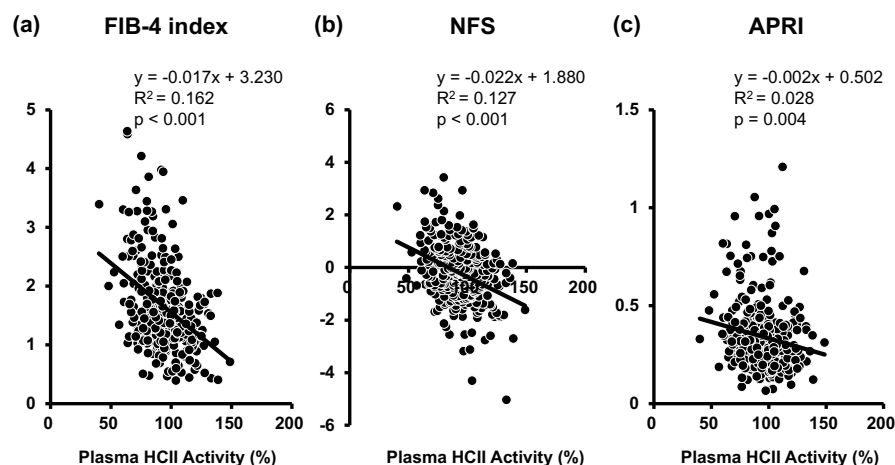 (a) FIB-4 index
y = -0.017x + 3.230
R² = 0.162
p < 0.001
5
4
3
2
1
0
0 50 100 150 200
Plasma HCII Activity (%)
(b) NFS
y = -0.022x + 1.880
R² = 0.127
p < 0.001
6
4
2
0
-2
-4
-6
0 50 100 150 200
Plasma HCII Activity (%)
(c) APRI
y = -0.002x + 0.502
R² = 0.028
p = 0.004
1.5
1
0.5
0
0 50 100 150 200
Plasma HCII Activity (%)